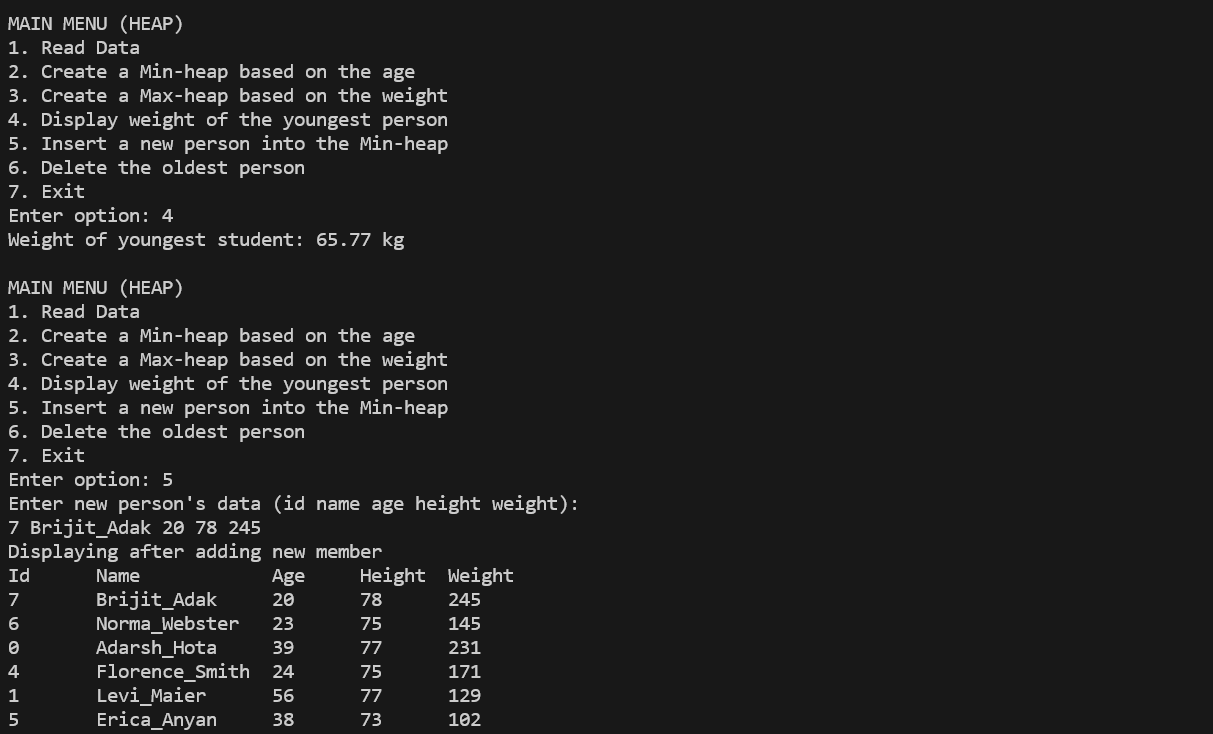 MAIN MENU (HEAP)
1. Read Data
2. Create a Min-heap based on the age
3. Create a Max-heap based on the weight
4. Display weight of the youngest person
5. Insert a new person into the Min-heap
6. Delete the oldest person
7. Exit
Enter option: 4
Weight of youngest student: 65.77 kg

MAIN MENU (HEAP)
1. Read Data
2. Create a Min-heap based on the age
3. Create a Max-heap based on the weight
4. Display weight of the youngest person
5. Insert a new person into the Min-heap
6. Delete the oldest person
7. Exit
Enter option: 5
Enter new person's data (id name age height weight):
7 Brijit_Adak 20 78 245
Displaying after adding new member
Id Name Age Height Weight
7 Brijit_Adak 20 78 245
6 Norma_Webster 23 75 145
0 Adarsh_Hota 39 77 231
4 Florence_Smith 24 75 171
1 Levi_Maier 56 77 129
5 Erica_Anyan 38 73 102